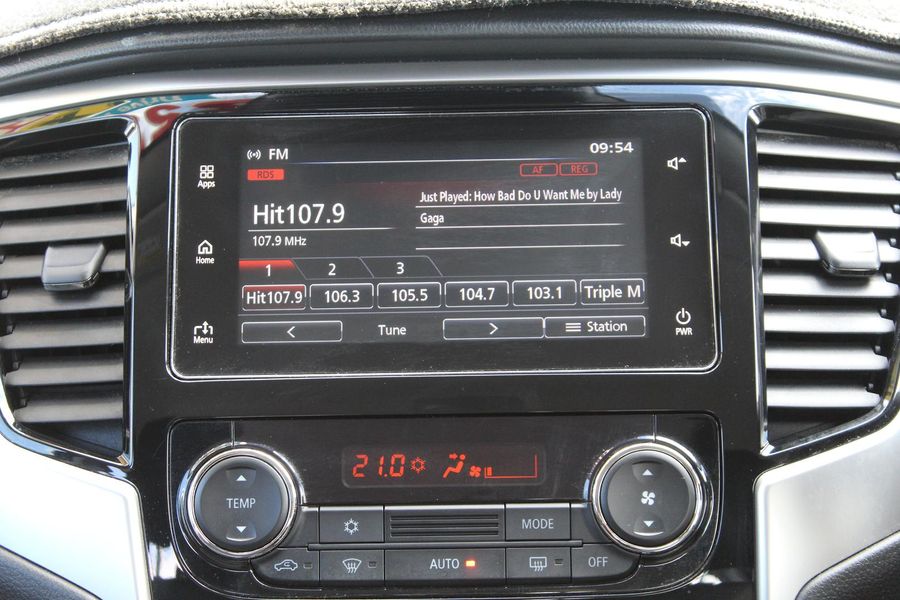 FM
09:54
RDS
AF REG
Apps
Just Played: How Bad Do U Want Me by Lady
Gaga
Hit107.9
107.9 MHz
Home
1 2 3
Hit107.9 106.3 105.5 104.7 103.1 Triple M
< Tune > Station
Menu
PWR
21.0
TEMP
MODE
AUTO
OFF